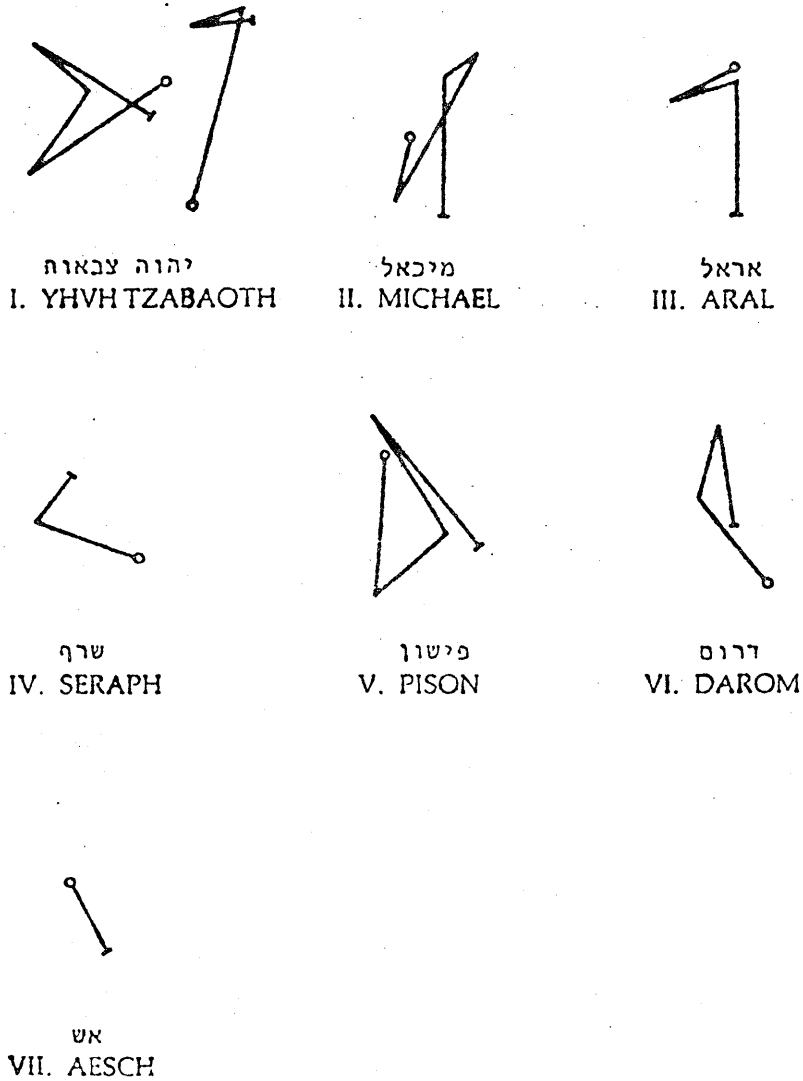 יהוה צבאות
I. YHVH TZABAOTH
מיכאל
II. MICHAEL
אראל
III. ARAL
שרף
IV. SERAPH
פישון
V. PISON
דרום
VI. DAROM
אש
VII. AESCH